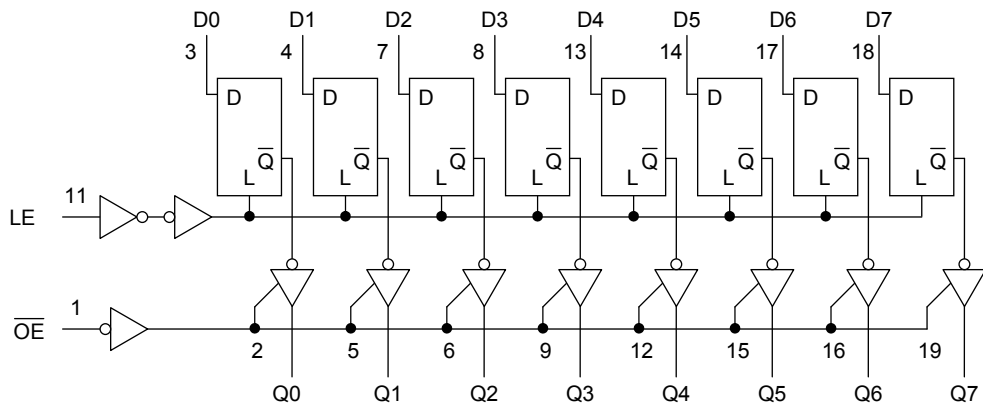 D0 D1 D2 D3 D4 D5 D6 D7
3 4 7 8 13 14 17 18
D D D D D D D D
Q̅ Q̅ Q̅ Q̅ Q̅ Q̅ Q̅ Q̅
L L L L L L L L
11
LE
1
O̅E̅
2 5 6 9 12 15 16 19
Q0 Q1 Q2 Q3 Q4 Q5 Q6 Q7